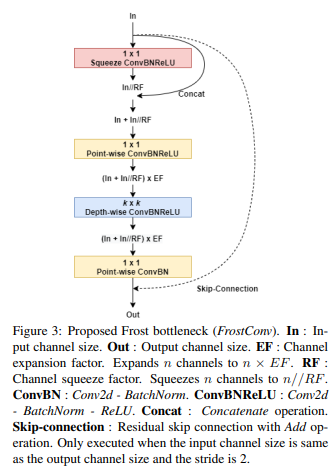 In
1 x 1
Squeeze ConvBNReLU
In//RF
Concat
In + In//RF
1 x 1
Point-wise ConvBNReLU
(In + In//RF) x EF
k x k
Depth-wise ConvBNReLU
(In + In//RF) x EF
1 x 1
Point-wise ConvBN
Skip-Connection
Out
Figure 3: Proposed Frost bottleneck (FrostConv). In : In-
put channel size. Out : Output channel size. EF : Channel
expansion factor. Expands n channels to n × EF. RF :
Channel squeeze factor. Squeezes n channels to n//RF.
ConvBN : Conv2d - BatchNorm. ConvBNReLU : Conv2d
- BatchNorm - ReLU. Concat : Concatenate operation.
Skip-connection : Residual skip connection with Add op-
eration. Only executed when the input channel size is same
as the output channel size and the stride is 2.